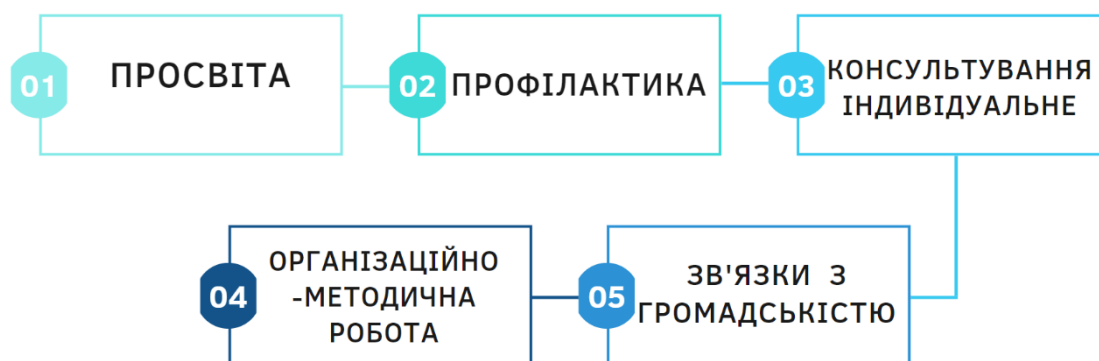 01
ПРОСВІТА
02
ПРОФІЛАКТИКА
03
КОНСУЛЬТУВАННЯ
ІНДИВІДУАЛЬНЕ
04
ОРГАНІЗАЦІЙНО
-МЕТОДИЧНА
РОБОТА
05
ЗВ'ЯЗКИ З
ГРОМАДСЬКІСТЮ